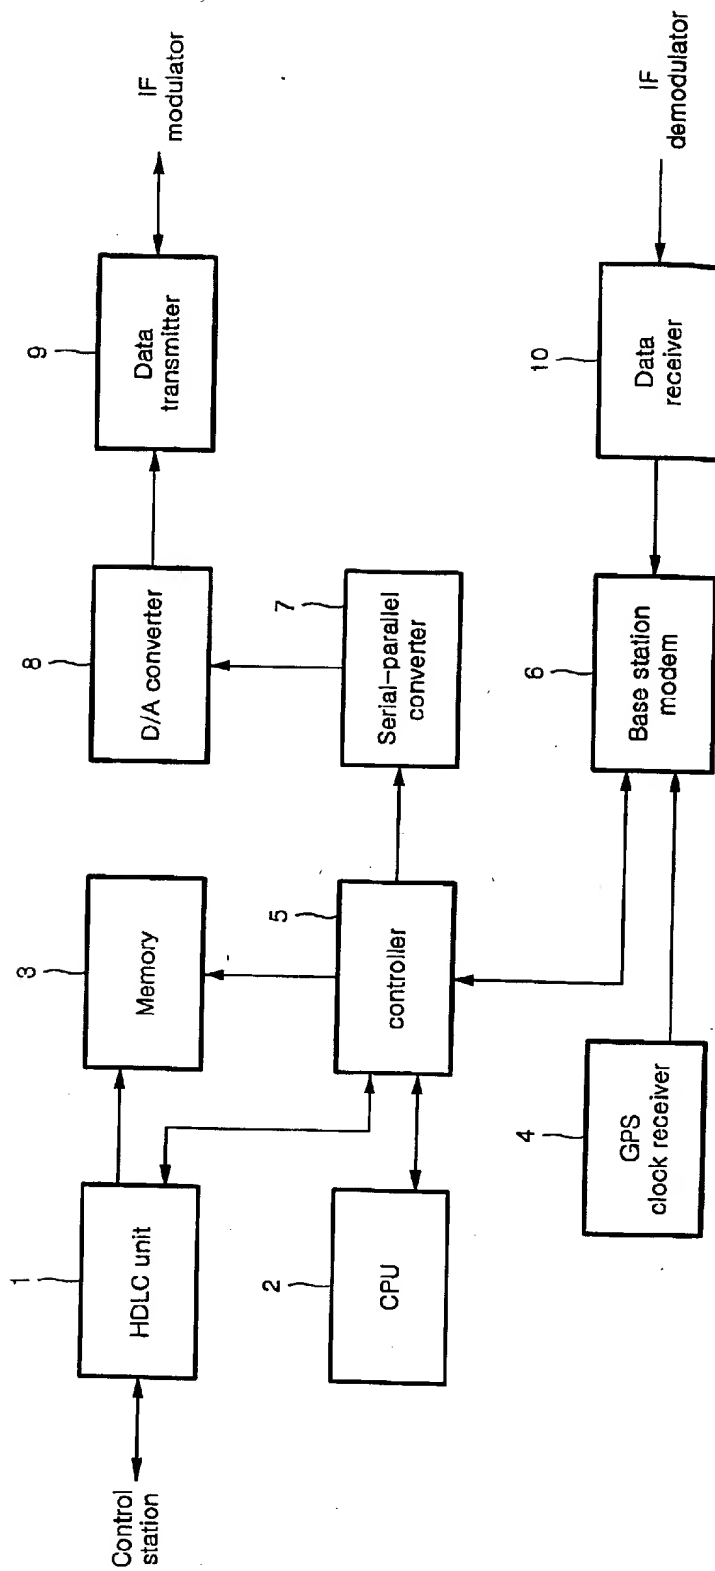 1
HDLC unit
Control
station
3
Memory
8
D/A converter
9
Data
transmitter
IF
modulator
2
CPU
5
controller
7
Serial-parallel
converter
4
GPS
clock receiver
6
Base station
modem
10
Data
receiver
IF
demodulator